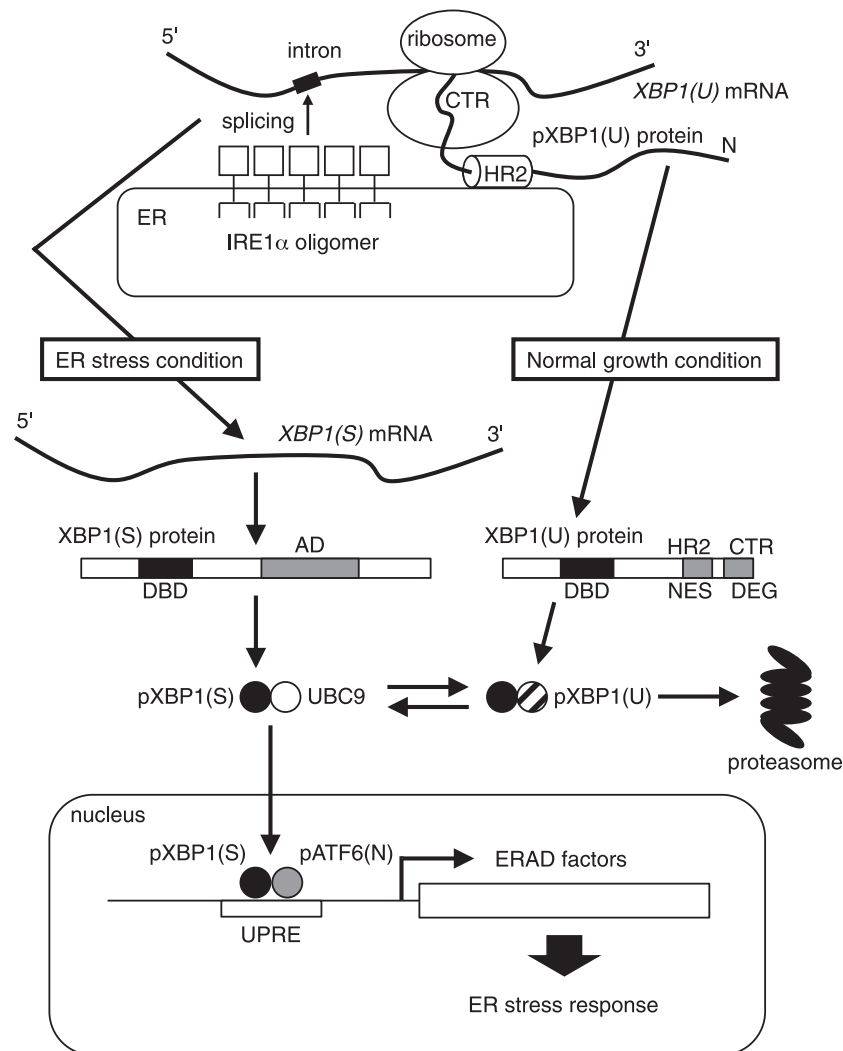 5'
ribosome
3'
intron
CTR
XBP1(U) mRNA
splicing
pXBP1(U) protein
N
HR2
ER
IRE1α oligomer
ER stress condition
Normal growth condition
5'
XBP1(S) mRNA
3'
XBP1(S) protein
AD
DBD
XBP1(U) protein
HR2
CTR
DBD
NES
DEG
pXBP1(S)
UBC9
pXBP1(U)
proteasome
nucleus
pXBP1(S)
pATF6(N)
ERAD factors
UPRE
ER stress response